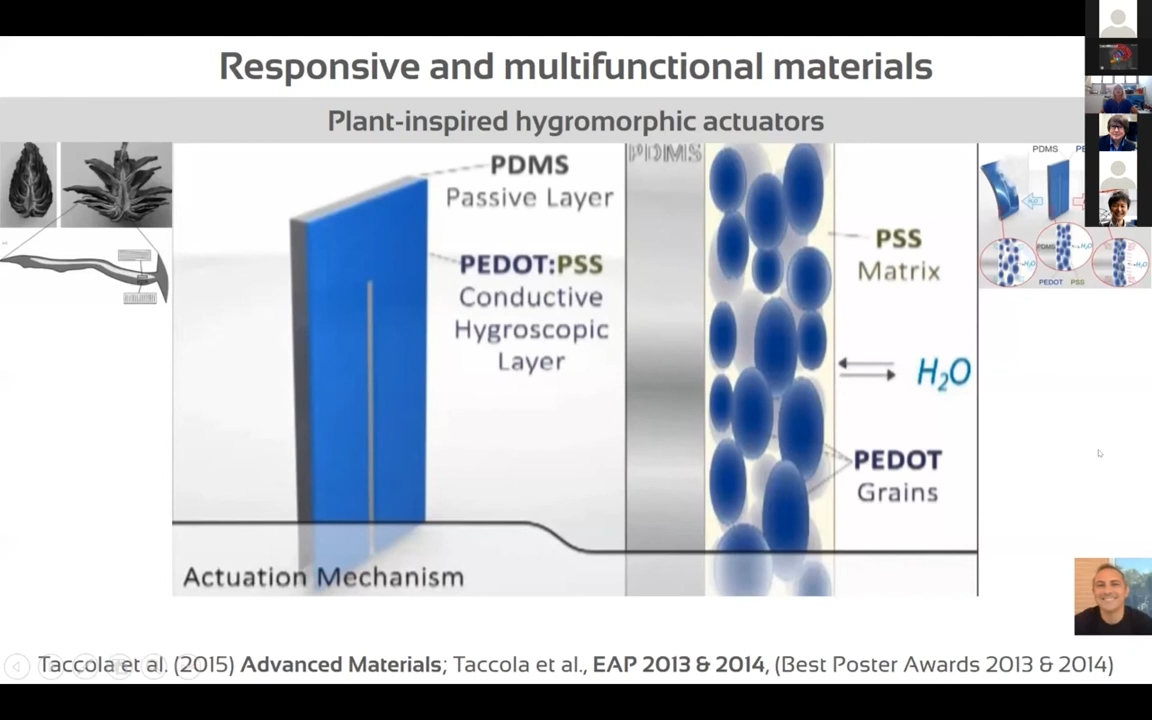 Responsive and multifunctional materials
Plant-inspired hygromorphic actuators
PDMS
Passive Layer
PEDOT:PSS
Conductive
Hygroscopic
Layer
PDMS
PSS
Matrix
H₂O
PEDOT
Grains
Actuation Mechanism
PDMS
PDMS
H₂O
PEDOT PSS
Taccola et al. (2015) Advanced Materials; Taccola et al., EAP 2013 & 2014, (Best Poster Awards 2013 & 2014)